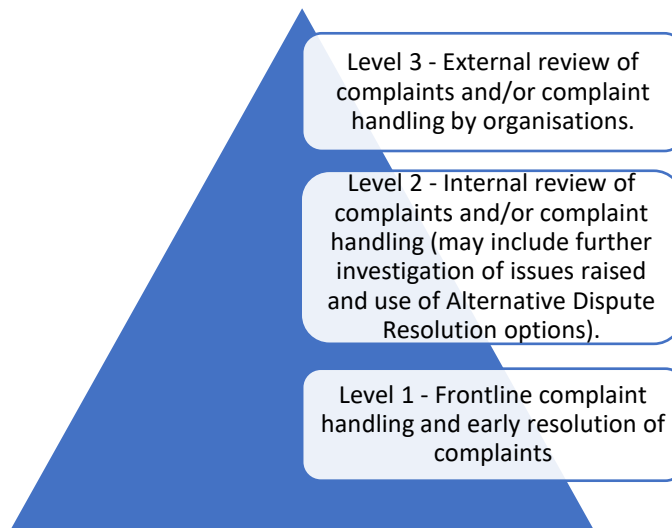 Level 3 - External review of
complaints and/or complaint
handling by organisations.
Level 2 - Internal review of
complaints and/or complaint
handling (may include further
investigation of issues raised
and use of Alternative Dispute
Resolution options).
Level 1 - Frontline complaint
handling and early resolution of
complaints